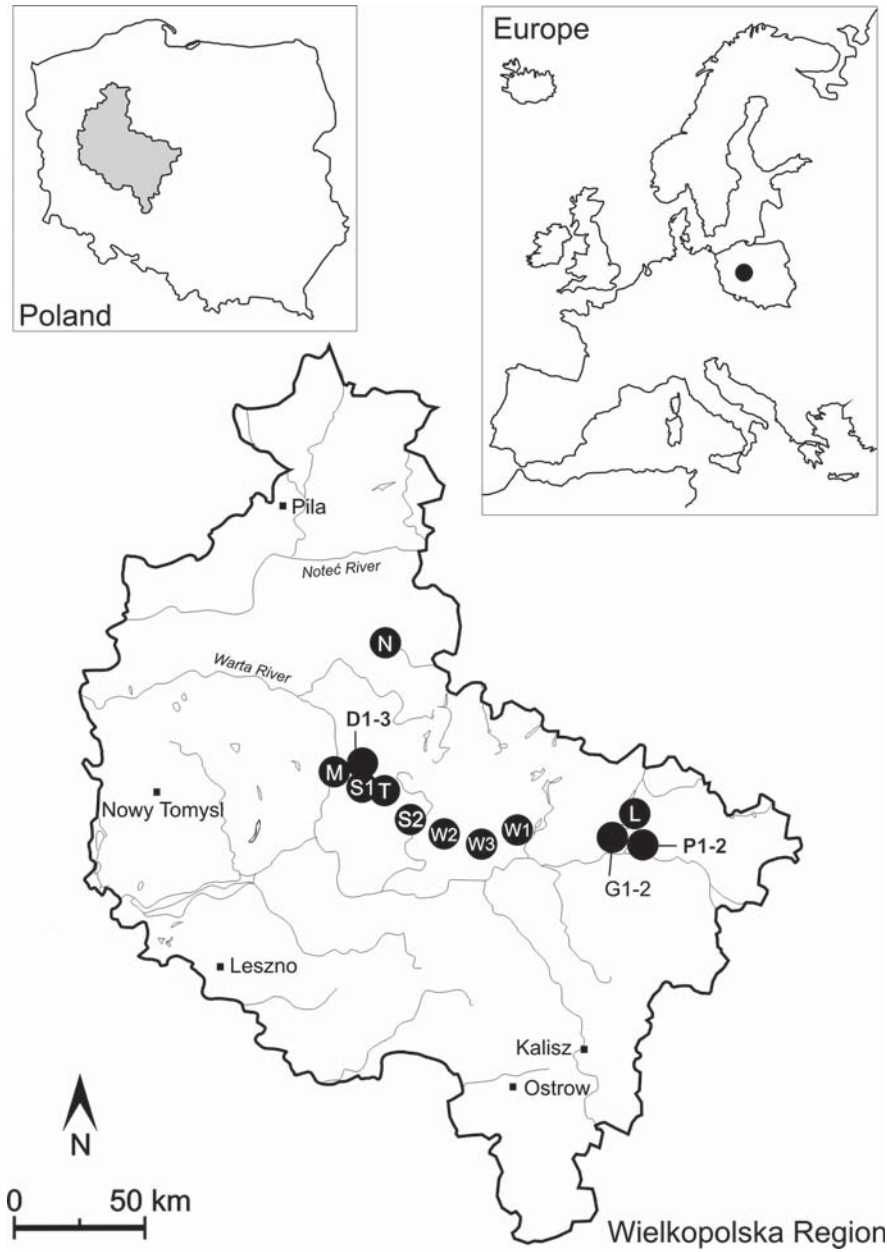 Europe
Poland
Pila
Noteć River
N
Warta River
D1-3
M
S1
T
Nowy Tomysl
S2
W2
W3
W1
L
P1-2
G1-2
Leszno
Kalisz
Ostrow
N
0 50 km
Wielkopolska Region